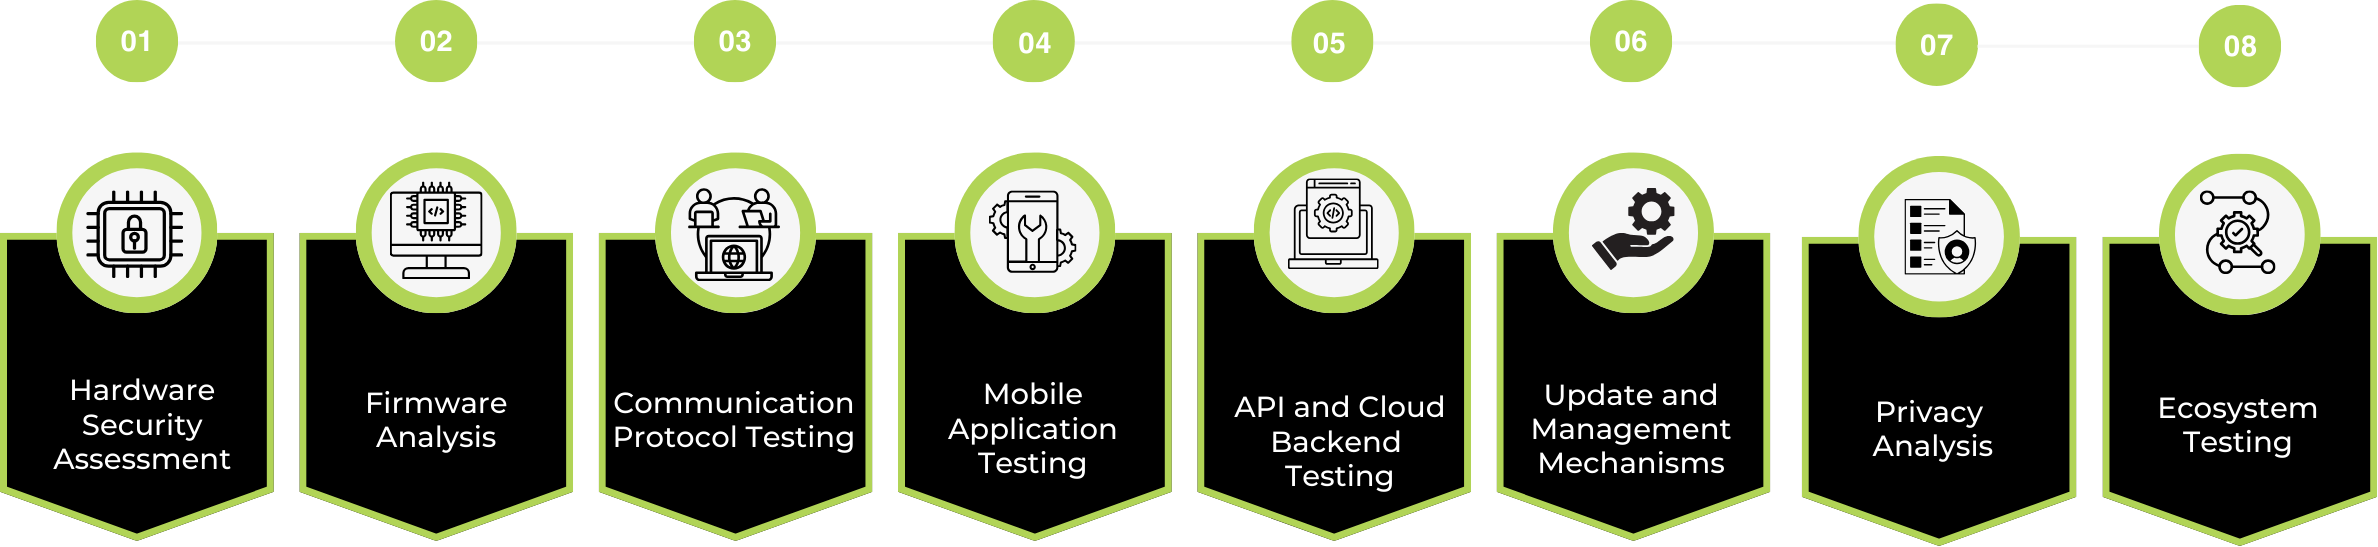 01
02
03
04
05
06
07
08
Hardware
Security
Assessment
Firmware
Analysis
Communication
Protocol Testing
Mobile
Application
Testing
API and Cloud
Backend
Testing
Update and
Management
Mechanisms
Privacy
Analysis
Ecosystem
Testing